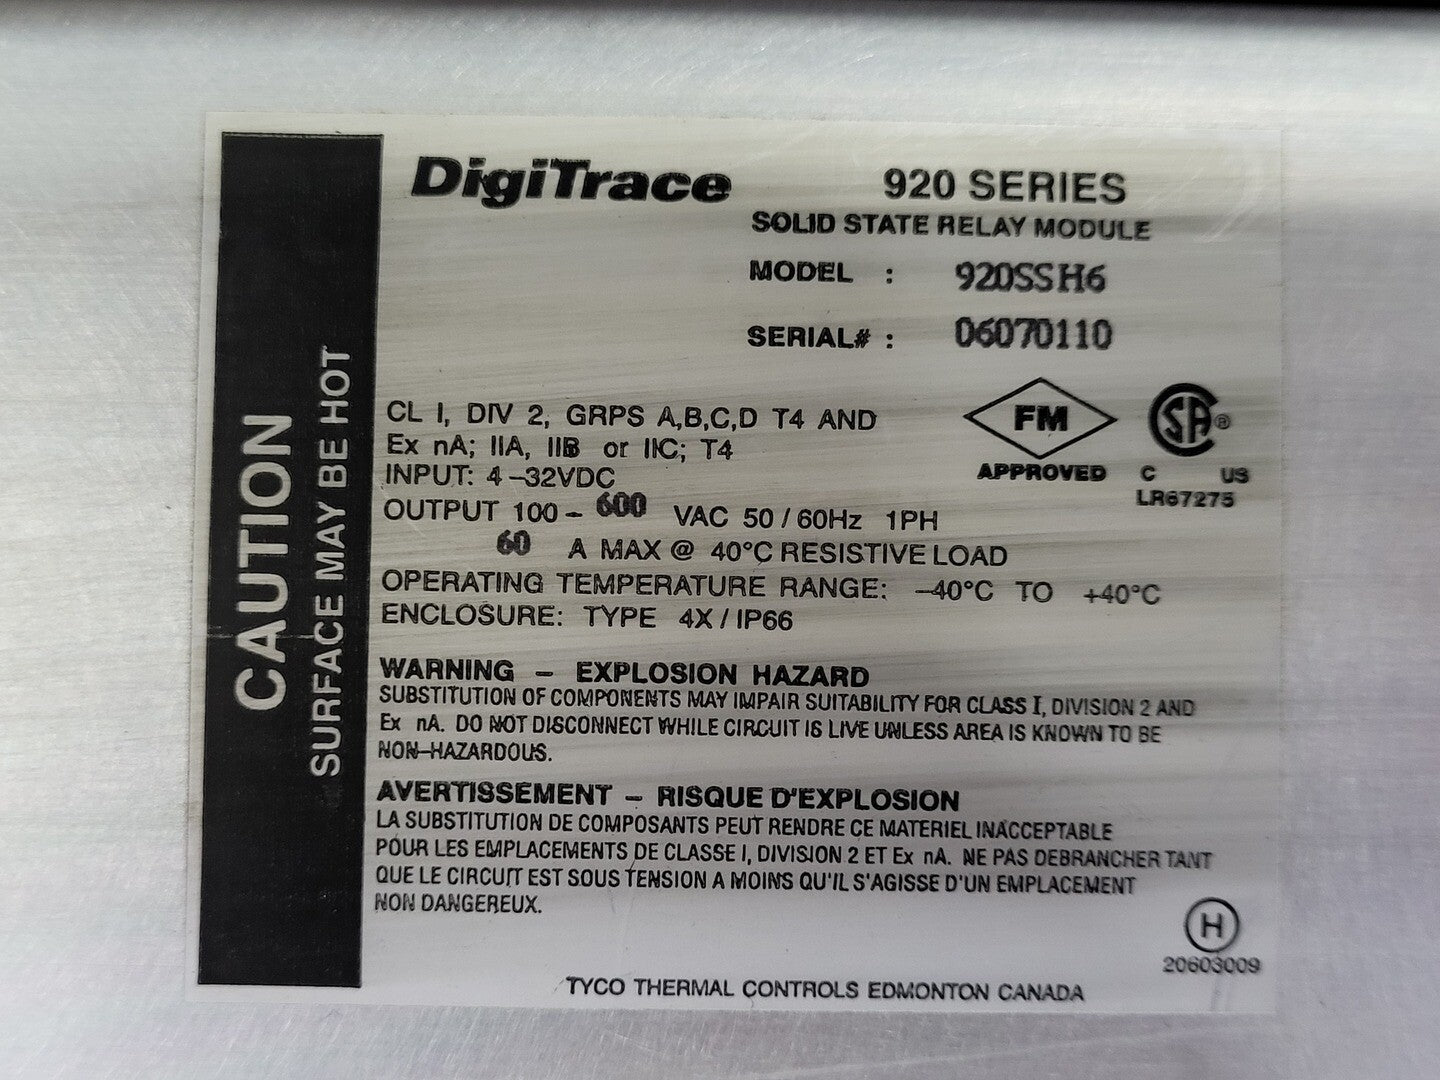 CAUTION
SURFACE MAY BE HOT
DigiTrace 920 SERIES
SOLID STATE RELAY MODULE
MODEL : 920SSH6
SERIAL# : 06070110
CL I, DIV 2, GRPS A,B,C,D T4 AND
Ex nA; IIA, IIB or IIC; T4
INPUT: 4-32VDC
OUTPUT 100 - 600 VAC 50 / 60Hz 1PH
60 A MAX @ 40°C RESISTIVE LOAD
OPERATING TEMPERATURE RANGE: -40°C TO +40°C
ENCLOSURE: TYPE 4X / IP66
FM
APPROVED
SA ®
C US
LR67275
WARNING - EXPLOSION HAZARD
SUBSTITUTION OF COMPONENTS MAY IMPAIR SUITABILITY FOR CLASS I, DIVISION 2 AND
Ex nA. DO NOT DISCONNECT WHILE CIRCUIT IS LIVE UNLESS AREA IS KNOWN TO BE
NON-HAZARDOUS.
AVERTISSEMENT - RISQUE D'EXPLOSION
LA SUBSTITUTION DE COMPOSANTS PEUT RENDRE CE MATERIEL INACCEPTABLE
POUR LES EMPLACEMENTS DE CLASSE I, DIVISION 2 ET Ex nA. NE PAS DEBRANCHER TANT
QUE LE CIRCUIT EST SOUS TENSION A MOINS QU'IL S'AGISSE D'UN EMPLACEMENT
NON DANGEREUX.
H
20603009
TYCO THERMAL CONTROLS EDMONTON CANADA